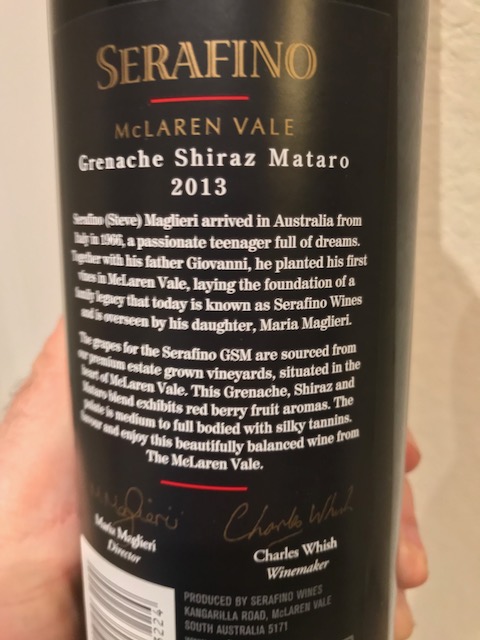 SERAFINO
McLAREN VALE
Grenache Shiraz Mataro
2013
Serafino (Steve) Maglieri arrived in Australia from
Italy in 1966, a passionate teenager full of dreams.
Together with his father Giovanni, he planted his first
vines in McLaren Vale, laying the foundation of a
family legacy that today is known as Serafino Wines
and is overseen by his daughter, Maria Maglieri.
The grapes for the Serafino GSM are sourced from
our premium estate grown vineyards, situated in the
heart of McLaren Vale. This Grenache, Shiraz and
Mataro blend exhibits red berry fruit aromas. The
palate is medium to full bodied with silky tannins.
Savour and enjoy this beautifully balanced wine from
The McLaren Vale.
M Maglieri
Charles Whish
Maria Maglieri
Director
Charles Whish
Winemaker
PRODUCED BY SERAFINO WINES
KANGARILLA ROAD, McLAREN VALE
SOUTH AUSTRALIA 5171